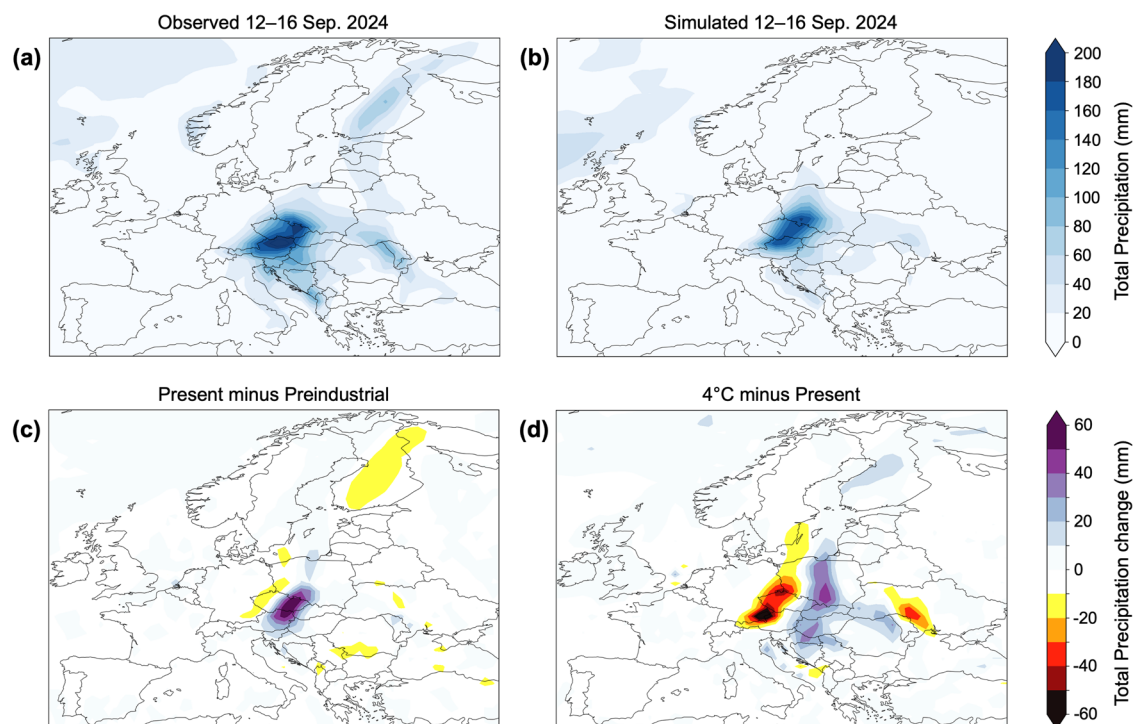 Observed 12–16 Sep. 2024
Simulated 12–16 Sep. 2024
(a)
(b)
200
180
160
140
120
100
80
60
40
20
0
Total Precipitation (mm)
Present minus Preindustrial
4°C minus Present
(c)
(d)
60
40
20
0
-20
-40
-60
Total Precipitation change (mm)